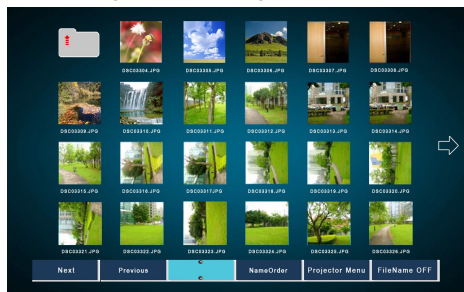 DSC03304.JPG DSC03305.JPG DSC03306.JPG DSC03307.JPG DSC03308.JPG
DSC03309.JPG DSC03310.JPG DSC03311.JPG DSC03312.JPG DSC03313.JPG DSC03314.JPG
DSC03315.JPG DSC03316.JPG DSC03317JPG DSC03318.JPG DSC03319.JPG DSC03320.JPG
DSC03321.JPG DSC03322.JPG DSC03323.JPG DSC03324.JPG DSC03325.JPG DSC03326.JPG
Next Previous NameOrder Projector Menu FileName OFF